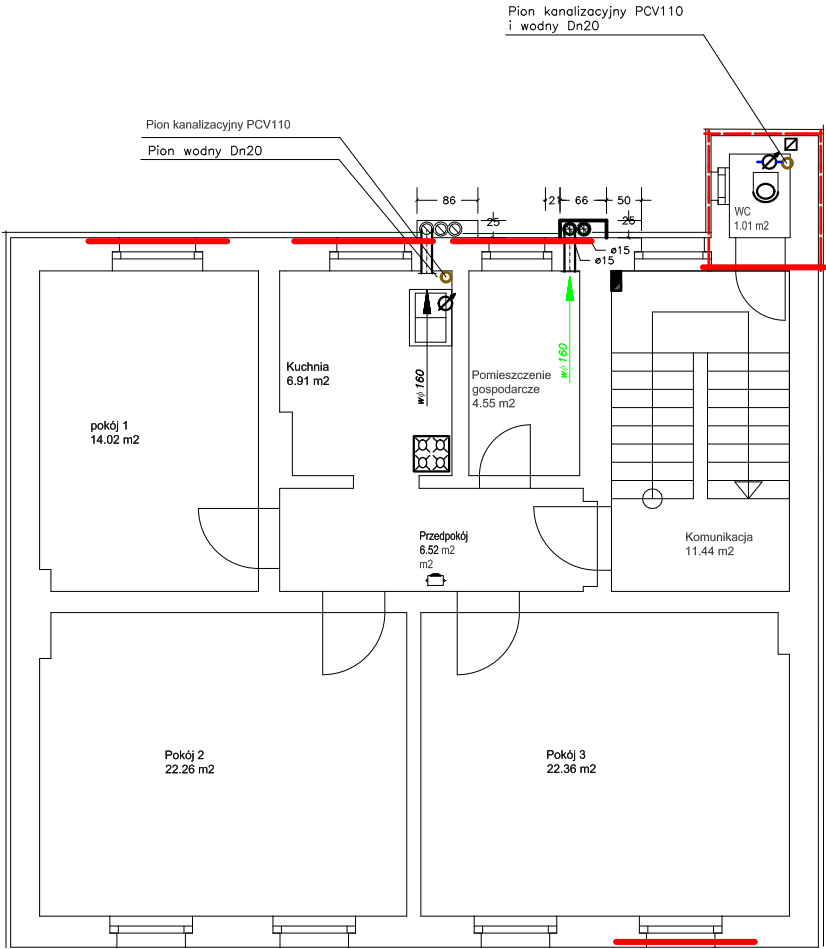 Pion kanalizacyjny PCV110
i wodny Dn20
Pion kanalizacyjny PCV110
Pion wodny Dn20
86
25
21
66
50
25
ø15
ø15
WC
1.01 m2
Kuchnia
6.91 m2
wϕ160
wϕ160
Pomieszczenie
gospodarcze
4.55 m2
pokój 1
14.02 m2
Przedpokój
6.52 m2
m2
Komunikacja
11.44 m2
Pokój 2
22.26 m2
Pokój 3
22.36 m2